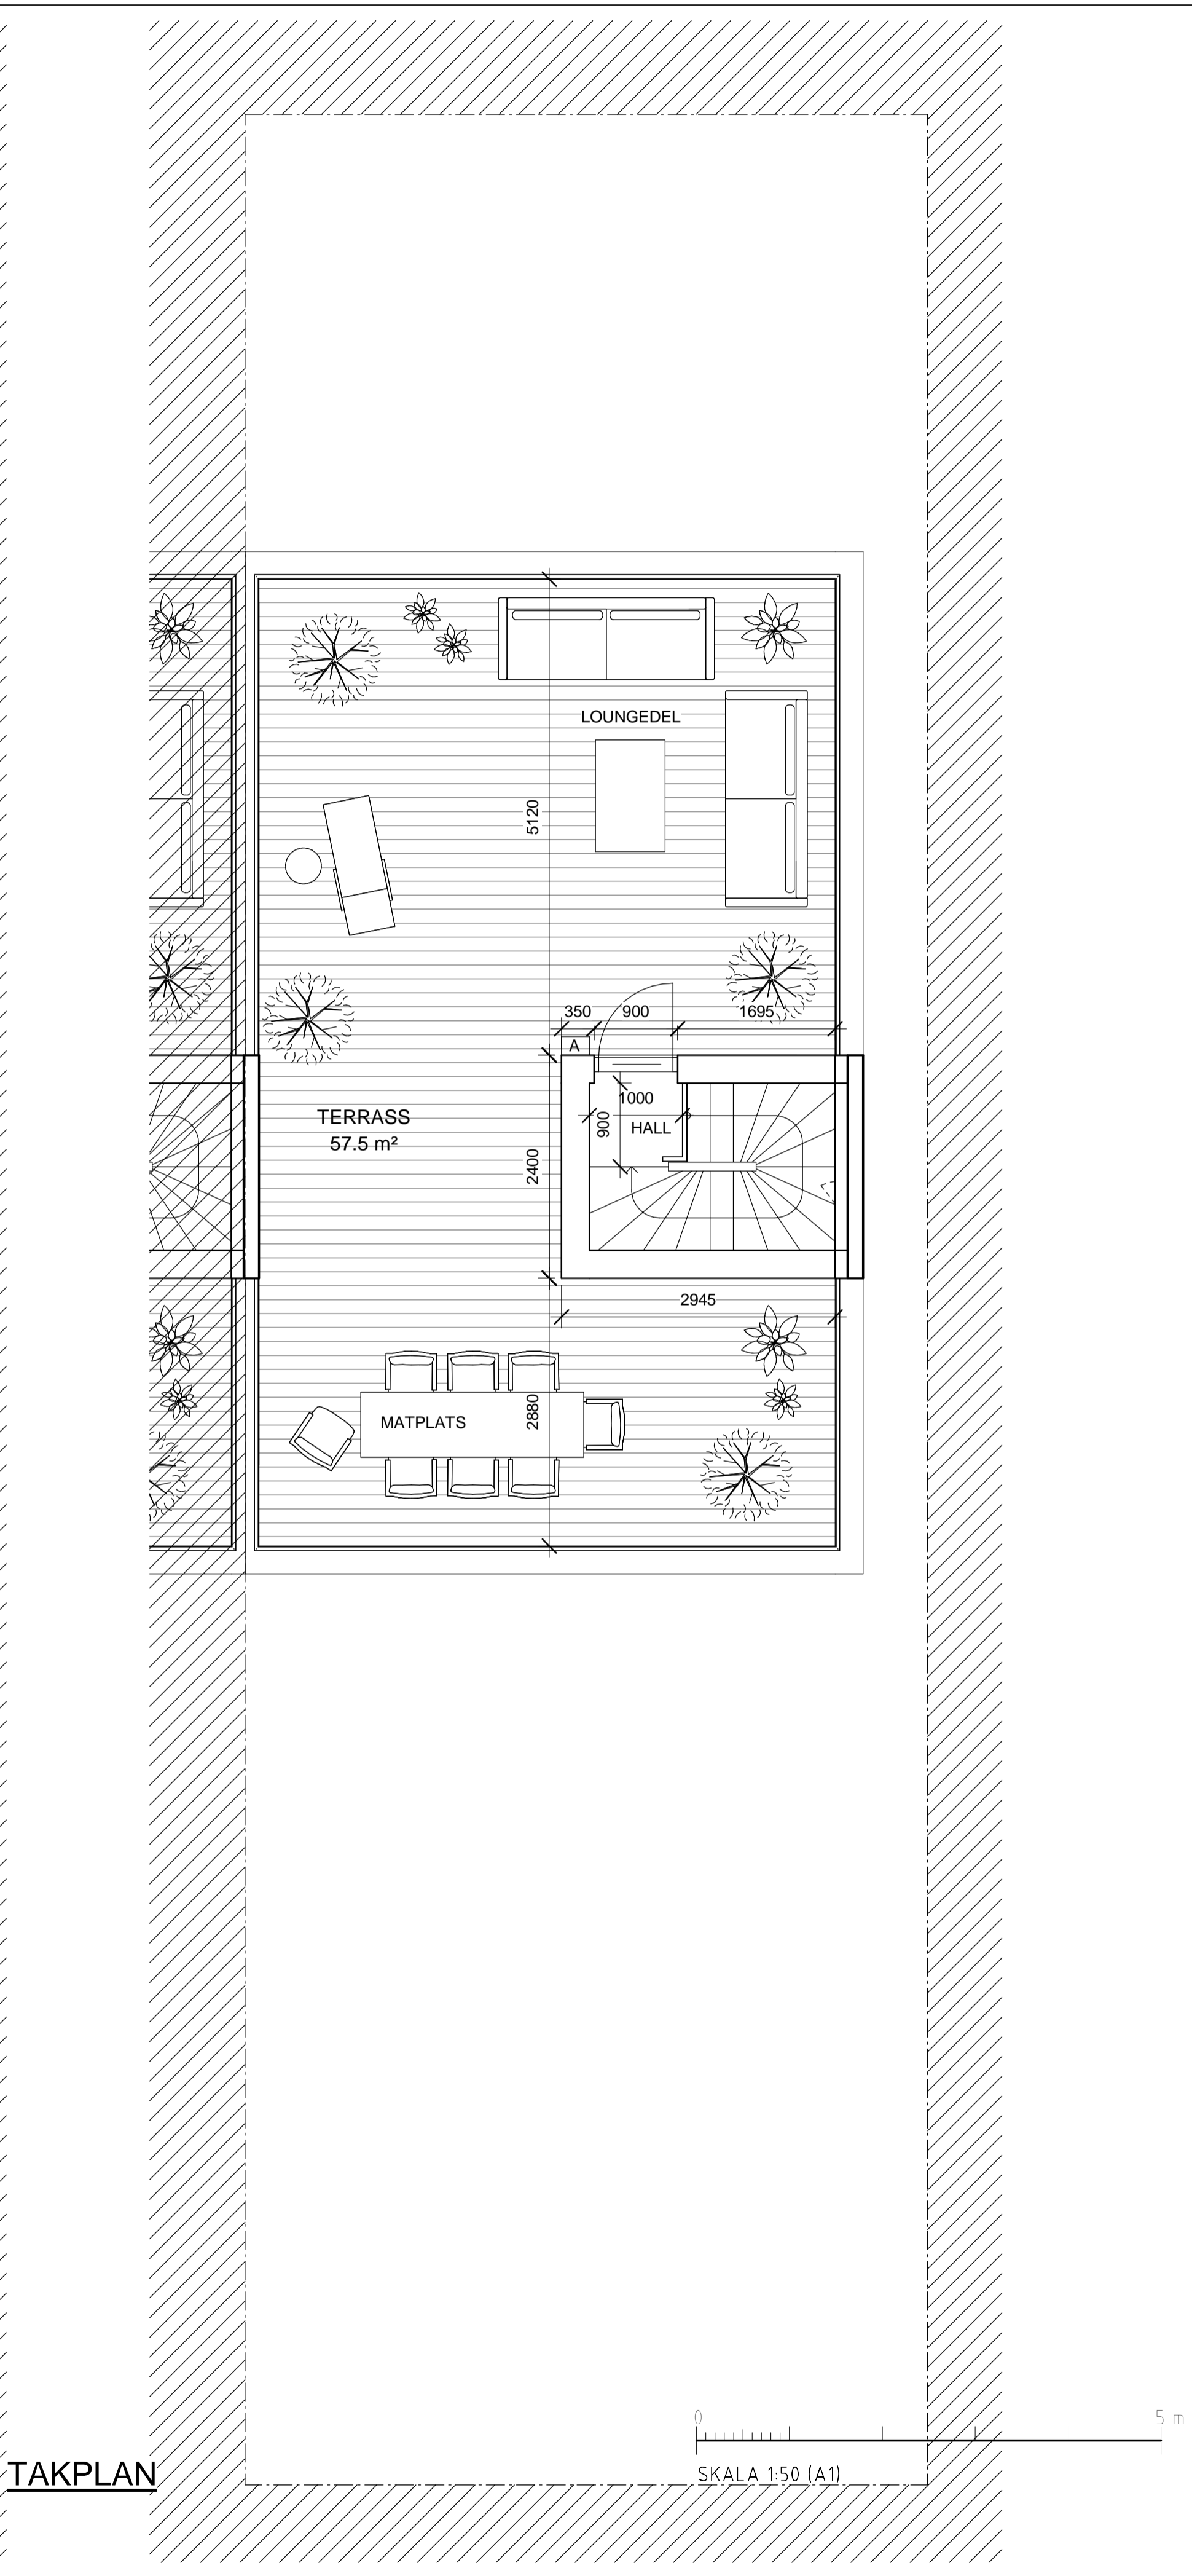 LOUNGEDEL
5120
350 900 1695
A
1000
900
HALL
TERRASS
57.5 m²
2400
2945
MATPLATS
2880
0 5 m
SKALA 1:50 (A1)
TAKPLAN